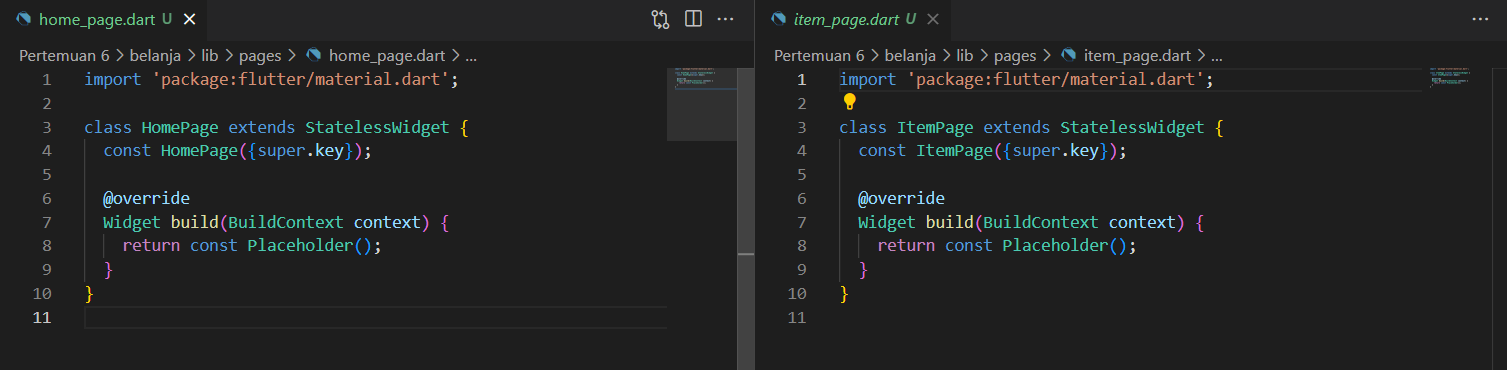 home_page.dart U
Pertemuan 6 > belanja > lib > pages > home_page.dart > ...
1 import 'package:flutter/material.dart';
2
3 class HomePage extends StatelessWidget {
4 const HomePage({super.key});
5
6 @override
7 Widget build(BuildContext context) {
8 return const Placeholder();
9 }
10 }
11
item_page.dart U
Pertemuan 6 > belanja > lib > pages > item_page.dart > ...
1 import 'package:flutter/material.dart';
2
3 class ItemPage extends StatelessWidget {
4 const ItemPage({super.key});
5
6 @override
7 Widget build(BuildContext context) {
8 return const Placeholder();
9 }
10 }
11